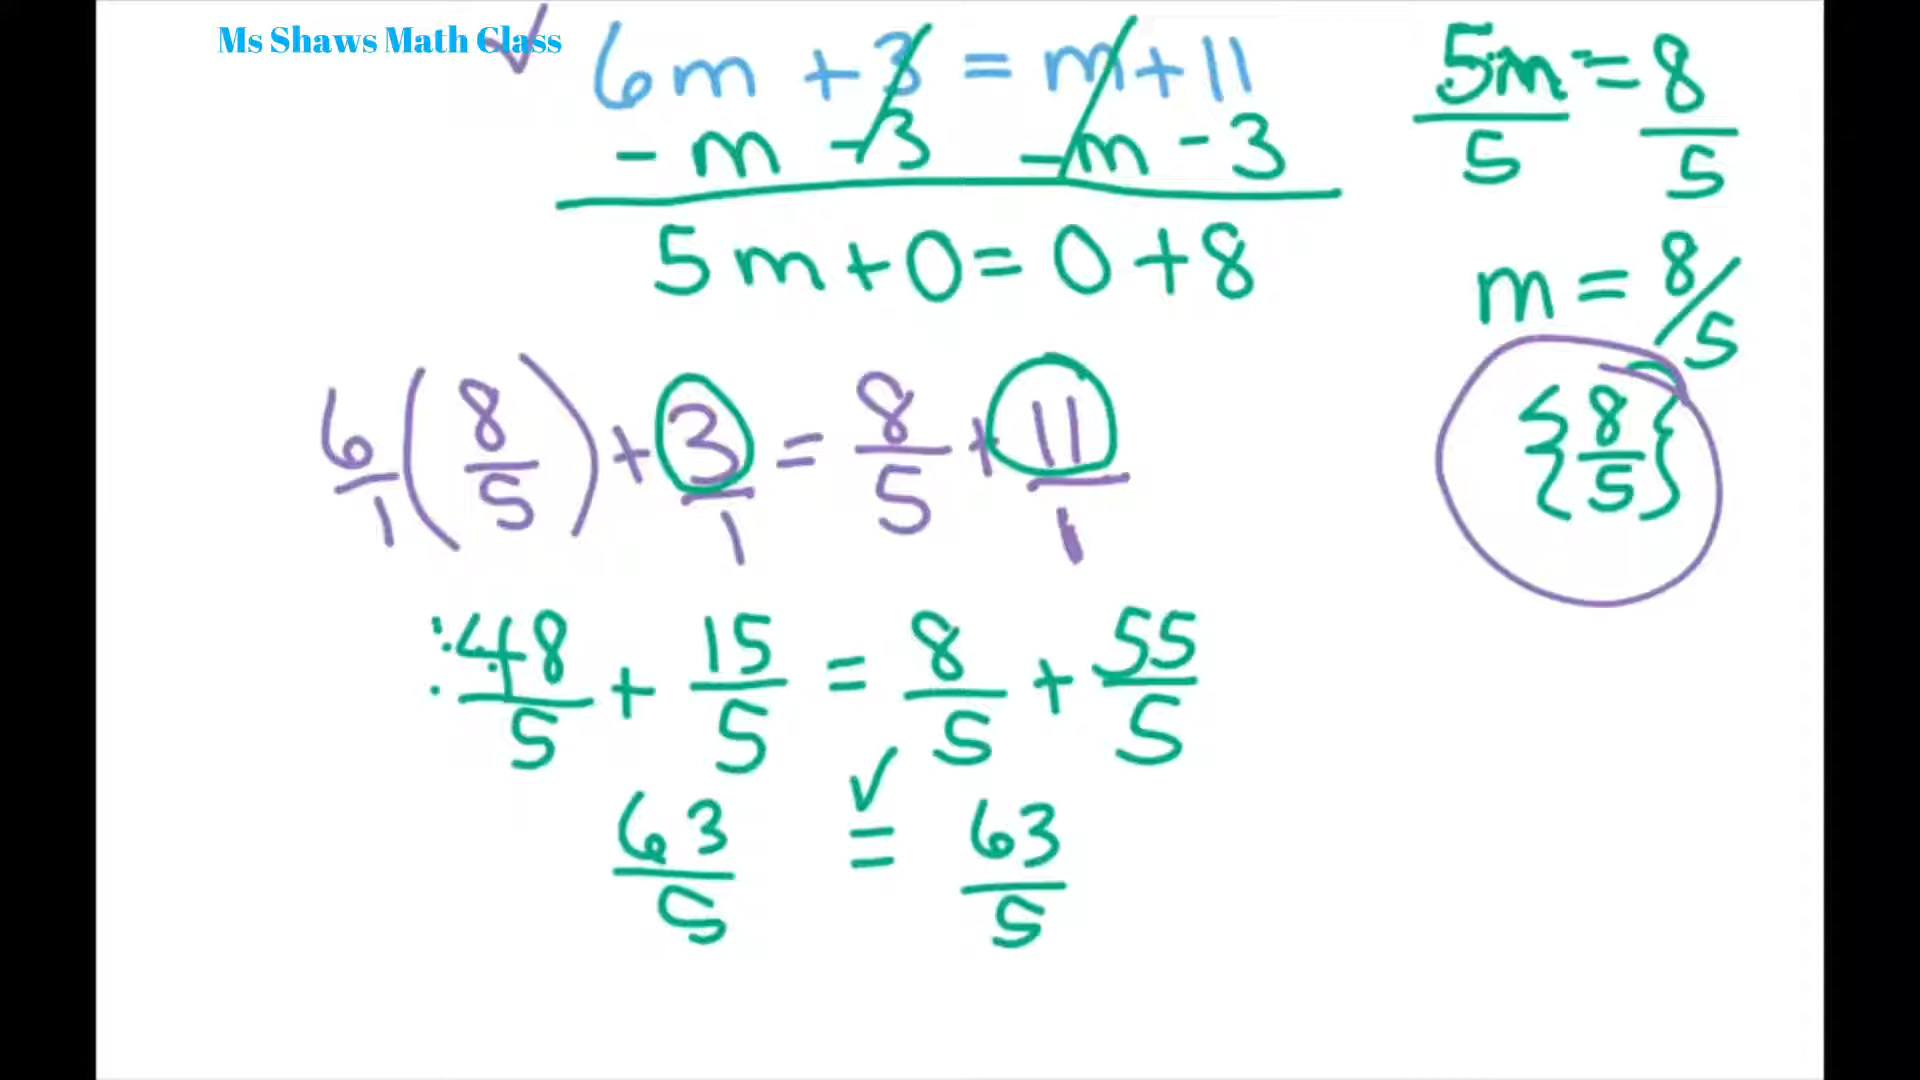 Ms Shaws Math Class
✓ 6m + 3 = m + 11
- m - 3 - m - 3
5m + 0 = 0 + 8
5m = 8
5 5
m = 8/5
{8/5}
6/1 (8/5) + 3/1 = 8/5 + 11/1
48/5 + 15/5 = 8/5 + 55/5
✓
63/5 = 63/5